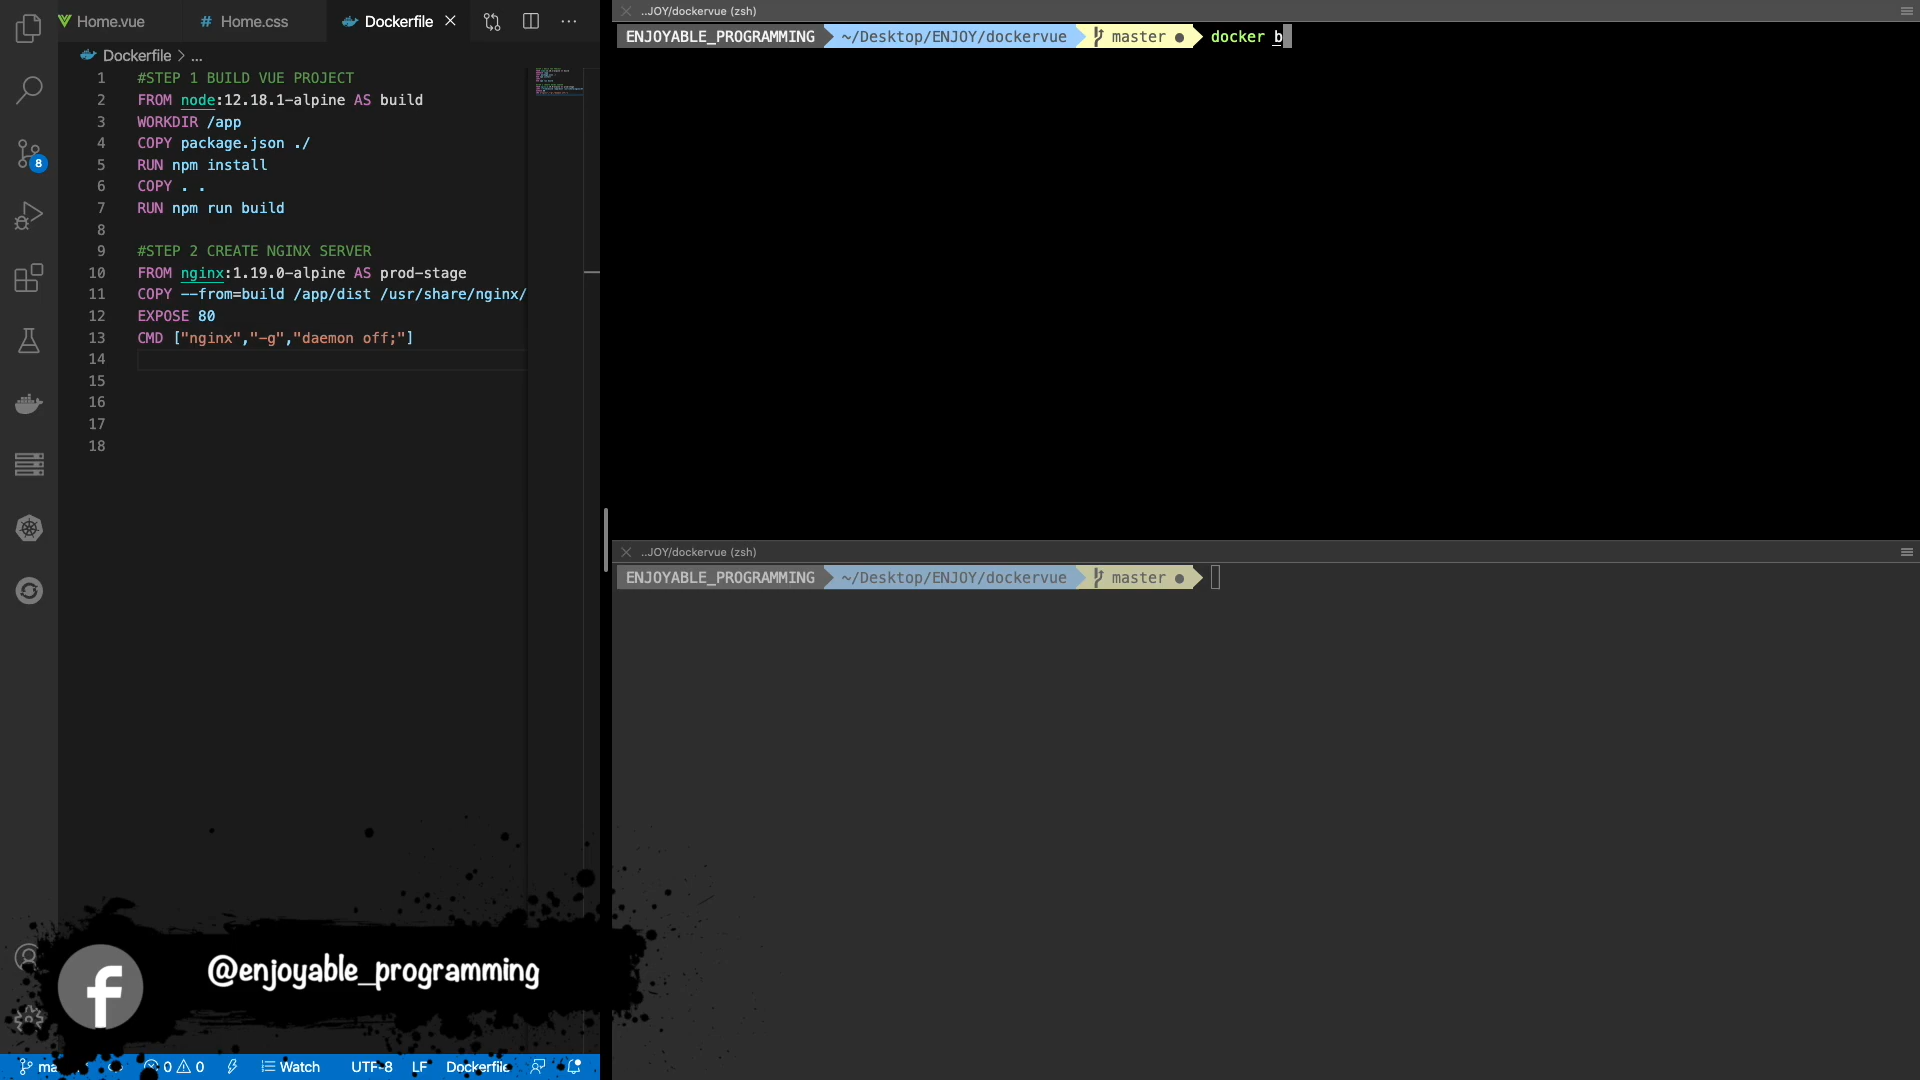 Home.vue
# Home.css
Dockerfile
Dockerfile > ...
1 #STEP 1 BUILD VUE PROJECT
2 FROM node:12.18.1-alpine AS build
3 WORKDIR /app
4 COPY package.json ./
5 RUN npm install
6 COPY . .
7 RUN npm run build
8
9 #STEP 2 CREATE NGINX SERVER
10 FROM nginx:1.19.0-alpine AS prod-stage
11 COPY --from=build /app/dist /usr/share/nginx/
12 EXPOSE 80
13 CMD ["nginx","-g","daemon off;"]
14
15
16
17
18
8
..JOY/dockervue (zsh)
ENJOYABLE_PROGRAMMING ~/Desktop/ENJOY/dockervue master ● docker b
..JOY/dockervue (zsh)
ENJOYABLE_PROGRAMMING ~/Desktop/ENJOY/dockervue master ●
f
@enjoyable_programming
0 0 Watch UTF-8 LF Dockerfile